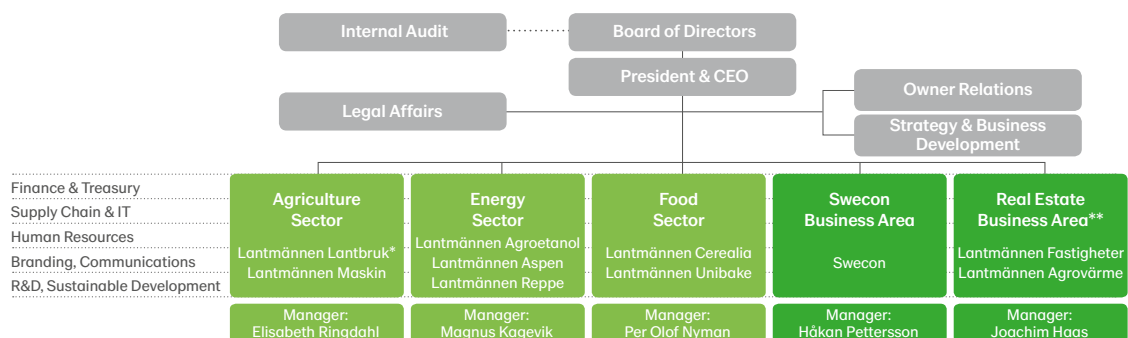 Internal Audit
Board of Directors
President & CEO
Legal Affairs
Owner Relations
Strategy & Business
Development
Finance & Treasury
Supply Chain & IT
Human Resources
Branding, Communications
R&D, Sustainable Development
Agriculture
Sector
Lantmännen Lantbruk*
Lantmännen Maskin
Energy
Sector
Lantmännen Agroetanol
Lantmännen Aspen
Lantmännen Reppe
Food
Sector
Lantmännen Cerealia
Lantmännen Unibake
Swecon
Business Area
Swecon
Real Estate
Business Area**
Lantmännen Fastigheter
Lantmännen Agrovärme
Manager:
Elisabeth Ringdahl
Manager:
Magnus Kagevik
Manager:
Per Olof Nyman
Manager:
Håkan Pettersson
Manager:
Joachim Haas